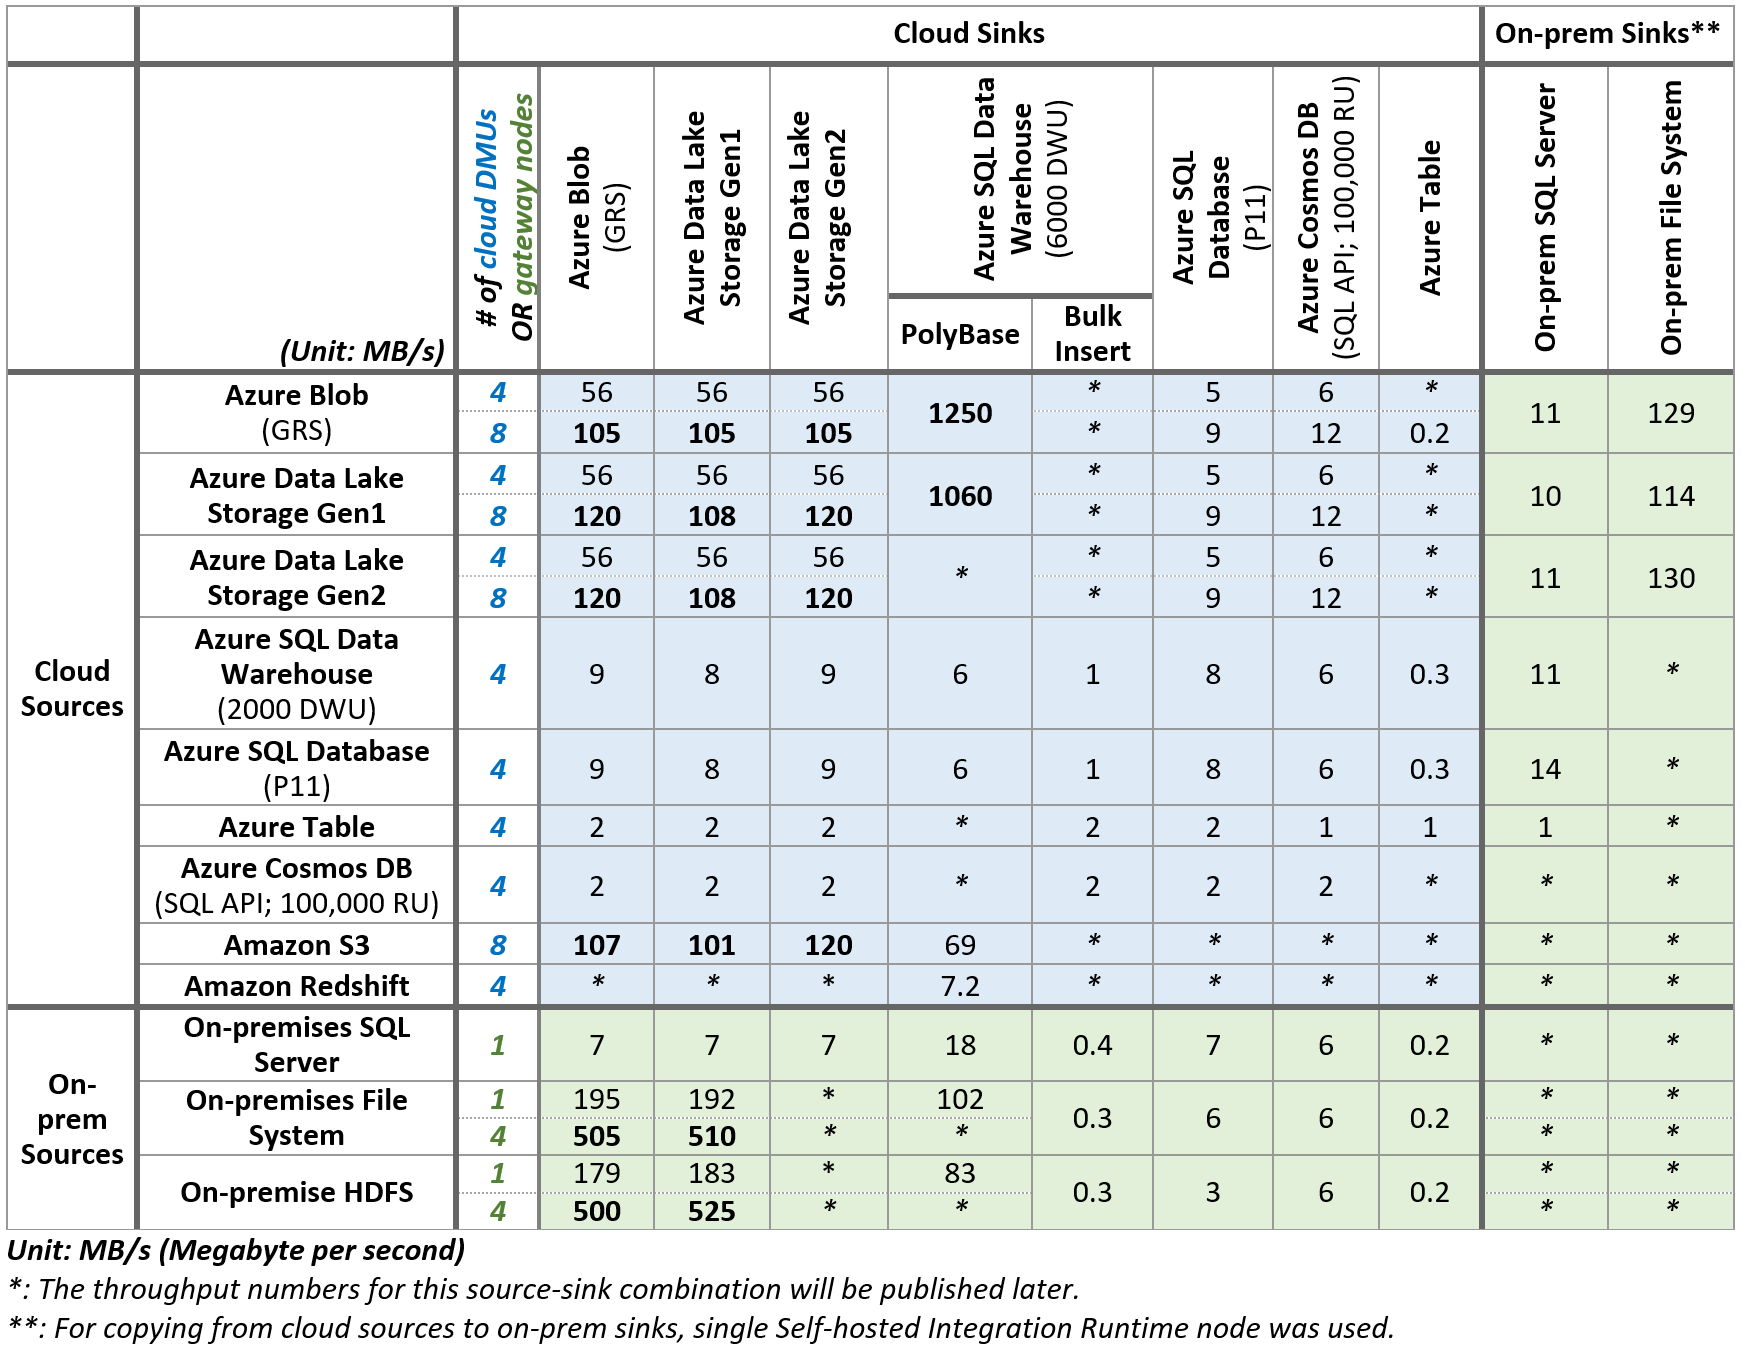 Cloud Sinks
On-prem Sinks**
(Unit: MB/s)
# of cloud DMUs
OR gateway nodes
Azure Blob
(GRS)
Azure Data Lake
Storage Gen1
Azure Data Lake
Storage Gen2
Azure SQL Data
Warehouse
(6000 DWU)
PolyBase
Bulk
Insert
Azure SQL
Database
(P11)
Azure Cosmos DB
(SQL API; 100,000 RU)
Azure Table
On-prem SQL Server
On-prem File System
Cloud
Sources
Azure Blob
(GRS)
4 56 56 56 1250 * 5 6 * 11 129
8 105 105 105 * 9 12 0.2
Azure Data Lake
Storage Gen1
4 56 56 56 1060 * 5 6 * 10 114
8 120 108 120 * 9 12 *
Azure Data Lake
Storage Gen2
4 56 56 56 * * 5 6 * 11 130
8 120 108 120 * 9 12 *
Azure SQL Data
Warehouse
(2000 DWU)
4 9 8 9 6 1 8 6 0.3 11 *
Azure SQL Database
(P11)
4 9 8 9 6 1 8 6 0.3 14 *
Azure Table 4 2 2 2 * 2 2 1 1 1 *
Azure Cosmos DB
(SQL API; 100,000 RU)
4 2 2 2 * 2 2 2 * * *
Amazon S3 8 107 101 120 69 * * * * * *
Amazon Redshift 4 * * * 7.2 * * * * * *
On-
prem
Sources
On-premises SQL
Server
1 7 7 7 18 0.4 7 6 0.2 * *
On-premises File
System
1 195 192 * 102 0.3 6 6 0.2 * *
4 505 510 * * * *
On-premise HDFS
1 179 183 * 83 0.3 3 6 0.2 * *
4 500 525 * * * *
Unit: MB/s (Megabyte per second)
*: The throughput numbers for this source-sink combination will be published later.
**: For copying from cloud sources to on-prem sinks, single Self-hosted Integration Runtime node was used.